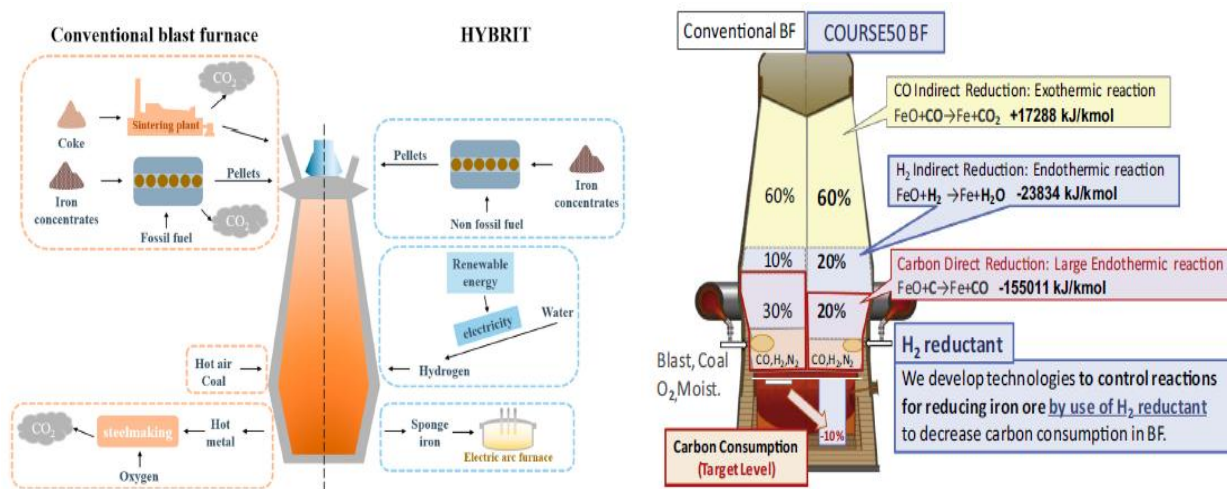 Conventional blast furnace
HYBRIT
CO2
Coke
Sintering plant
Iron
concentrates
Pellets
Fossil fuel
CO2
Pellets
Iron
concentrates
Non fossil fuel
Renewable
energy
electricity
Water
Hydrogen
Hot air
Coal
CO2
steelmaking
Hot
metal
Oxygen
Sponge
iron
Electric arc furnace
Conventional BF
COURSE50 BF
CO Indirect Reduction: Exothermic reaction
FeO+CO→Fe+CO2 +17288 kJ/kmol
H2 Indirect Reduction: Endothermic reaction
FeO+H2 →Fe+H2O -23834 kJ/kmol
60%
60%
10%
20%
Carbon Direct Reduction: Large Endothermic reaction
FeO+C→Fe+CO -155011 kJ/kmol
30%
20%
CO,H2,N2
CO,H2,N2
Blast, Coal
O2,Moist.
H2 reductant
We develop technologies to control reactions
for reducing iron ore by use of H2 reductant
to decrease carbon consumption in BF.
-10%
Carbon Consumption
(Target Level)